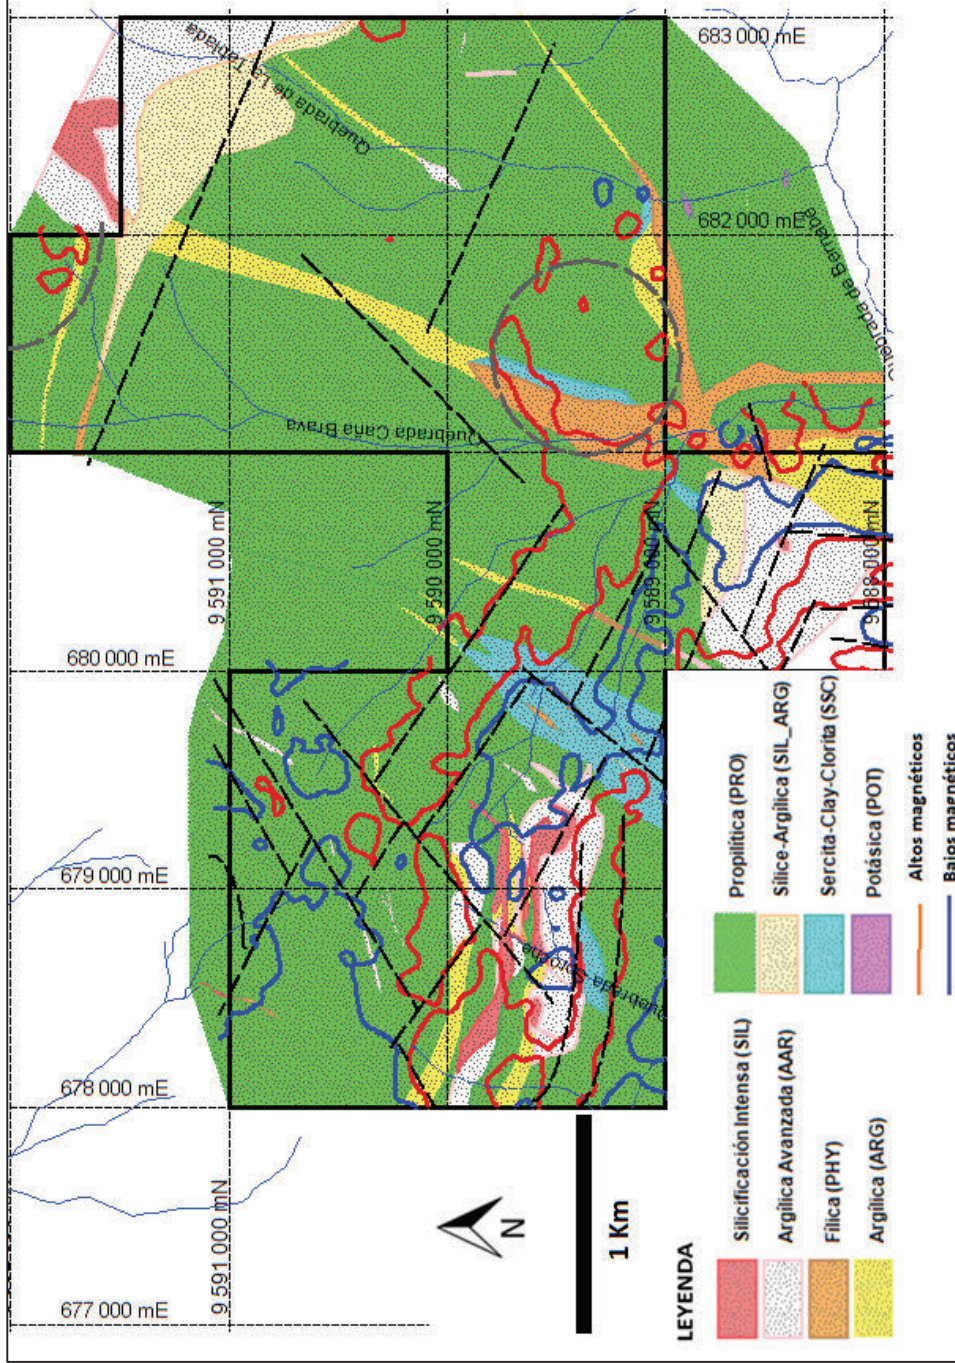 677 000 mE
678 000 mE
679 000 mE
680 000 mE
682 000 mE
683 000 mE
9 591 000 mN
9 591 000 mN
9 590 000 mN
9 589 000 mN
9 588 000 mN
Quebrada de La Tablada
Quebrada Caña Brava
Quebrada de Bernabé
Quebrada
N
1 Km
LEYENDA
Silicificación Intensa (SIL)
Argílica Avanzada (AAR)
Fílica (PHY)
Argílica (ARG)
Propilítica (PRO)
Sílice-Argílica (SIL_ARG)
Sercita-Clay-Clorita (SSC)
Potásica (POT)
Altos magnéticos
Bajos magnéticos